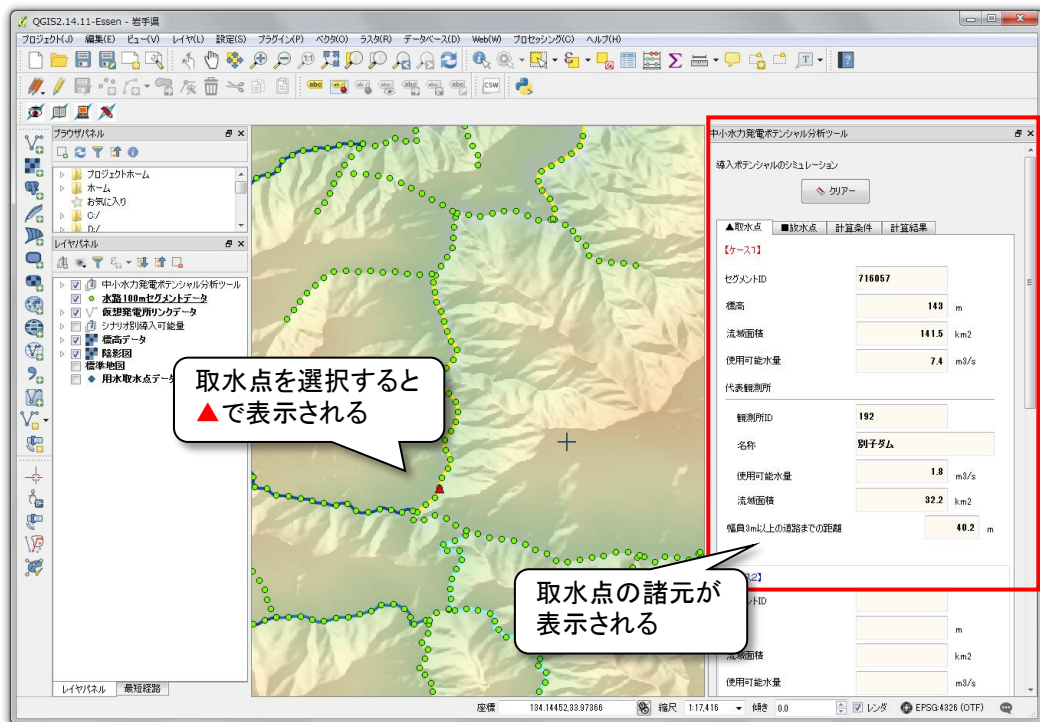 QGIS2.14.11-Essen - 岩手県
プロジェクト(J) 編集(E) ビュー(V) レイヤ(L) 設定(S) プラグイン(P) ベクタ(O) ラスタ(R) データベース(D) Web(W) プロセッシング(C) ヘルプ(H)
ブラウザパネル
プロジェクトホーム
ホーム
お気に入り
C:/
D:/
レイヤパネル
中小水力発電ポテンシャル分析ツール
水路100mセグメントデータ
仮想発電所リンクデータ
シナリオ別導入可能量
標高データ
陰影図
標準地図
用水取水点データ
レイヤパネル 最短経路
取水点を選択すると
▲で表示される
中小水力発電ポテンシャル分析ツール
導入ポテンシャルのシミュレーション
クリアー
▲取水点 ■放水点 計算条件 計算結果
【ケース1】
セグメントID 716057
標高 143 m
流域面積 141.5 km2
使用可能水量 7.4 m3/s
代表観測所
観測所ID 192
名称 別子ダム
使用可能水量 1.8 m3/s
流域面積 32.2 km2
幅員3m以上の道路までの距離 40.2 m
取水点の諸元が
表示される
2】
ントID
m
流域面積 km2
使用可能水量 m3/s
座標 134.14452,33.97366 縮尺 1:17,416 傾き 0.0 レンダ EPSG:4326 (OTF)